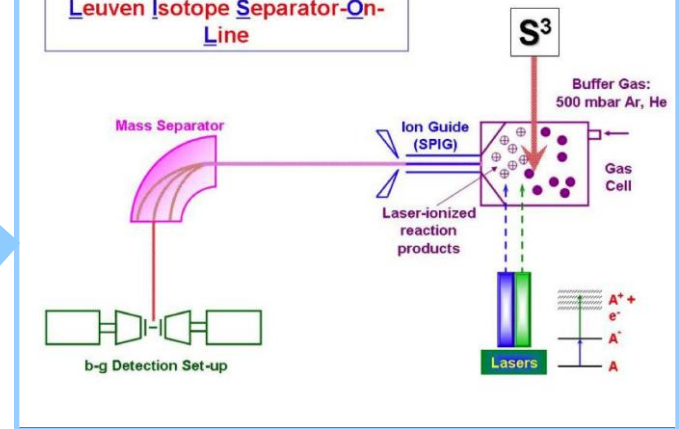 Leuven Isotope Separator-On-
Line
S³
Buffer Gas:
500 mbar Ar, He
Mass Separator
Ion Guide
(SPIG)
Gas
Cell
Laser-ionized
reaction
products
A⁺ +
e⁻
A*
A
Lasers
b-g Detection Set-up